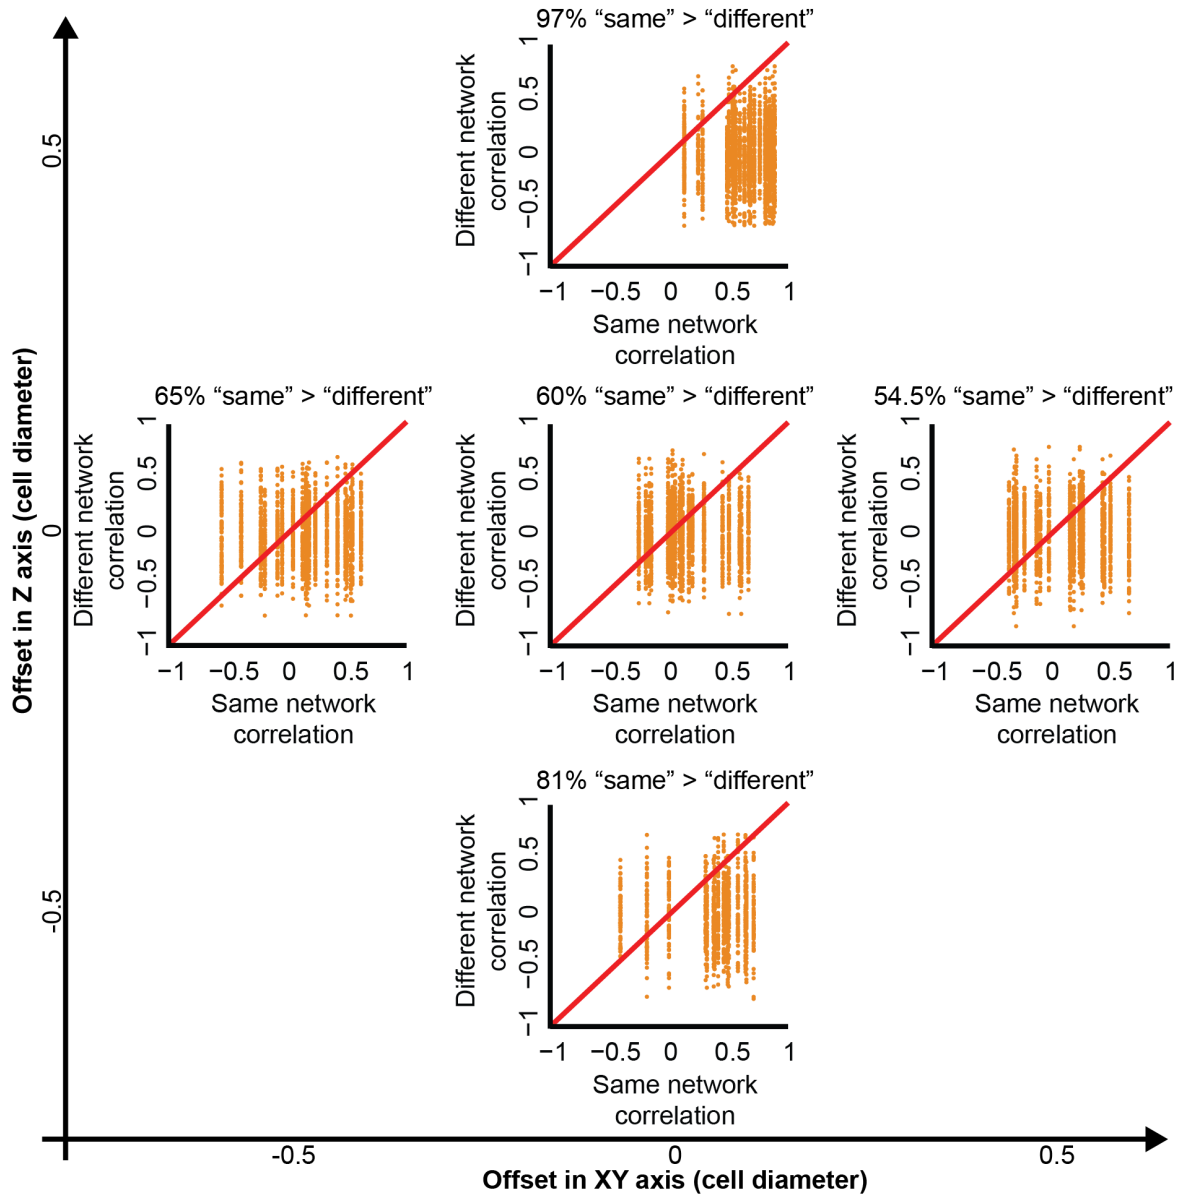 97% “same” > “different”
Different network
correlation
1
0.5
0
−0.5
−1
−1 −0.5 0 0.5 1
Same network
correlation
0.5
65% “same” > “different”
Different network
correlation
1
0.5
0
−0.5
−1
−1 −0.5 0 0.5 1
Same network
correlation
60% “same” > “different”
Different network
correlation
1
0.5
0
−0.5
−1
−1 −0.5 0 0.5 1
Same network
correlation
54.5% “same” > “different”
Different network
correlation
1
0.5
0
−0.5
−1
−1 −0.5 0 0.5 1
Same network
correlation
Offset in Z axis (cell diameter)
0
81% “same” > “different”
Different network
correlation
1
0.5
0
−0.5
−1
−1 −0.5 0 0.5 1
Same network
correlation
-0.5
-0.5 0 0.5
Offset in XY axis (cell diameter)